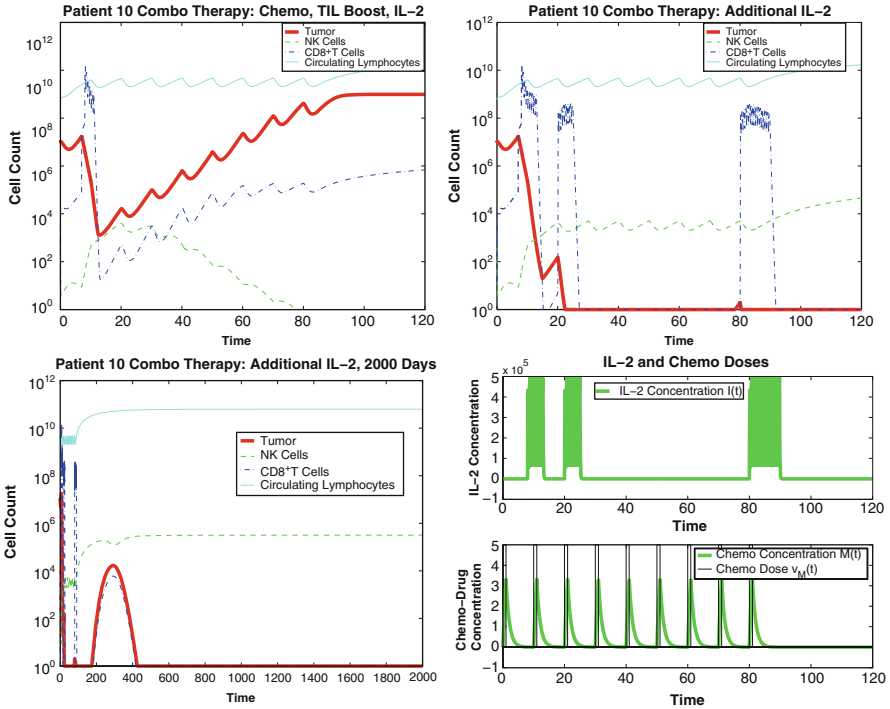 Patient 10 Combo Therapy: Chemo, TIL Boost, IL-2
10^12
10^10
10^8
10^6
10^4
10^2
10^0
Cell Count
Tumor
NK Cells
CD8+T Cells
Circulating Lymphocytes
0 20 40 60 80 100 120
Time
Patient 10 Combo Therapy: Additional IL-2
10^12
10^10
10^8
10^6
10^4
10^2
10^0
Cell Count
Tumor
NK Cells
CD8+T Cells
Circulating Lymphocytes
0 20 40 60 80 100 120
Time
Patient 10 Combo Therapy: Additional IL-2, 2000 Days
10^12
10^10
10^8
10^6
10^4
10^2
10^0
Cell Count
Tumor
NK Cells
CD8+T Cells
Circulating Lymphocytes
0 200 400 600 800 1000 1200 1400 1600 1800 2000
Time
IL-2 and Chemo Doses
x 10^5
5
4
3
2
1
0
-1
IL-2 Concentration
IL-2 Concentration I(t)
0 20 40 60 80 100 120
Time
5
4
3
2
1
0
-1
Chemo-Drug
Concentration
Chemo Concentration M(t)
Chemo Dose v_M(t)
0 20 40 60 80 100 120
Time